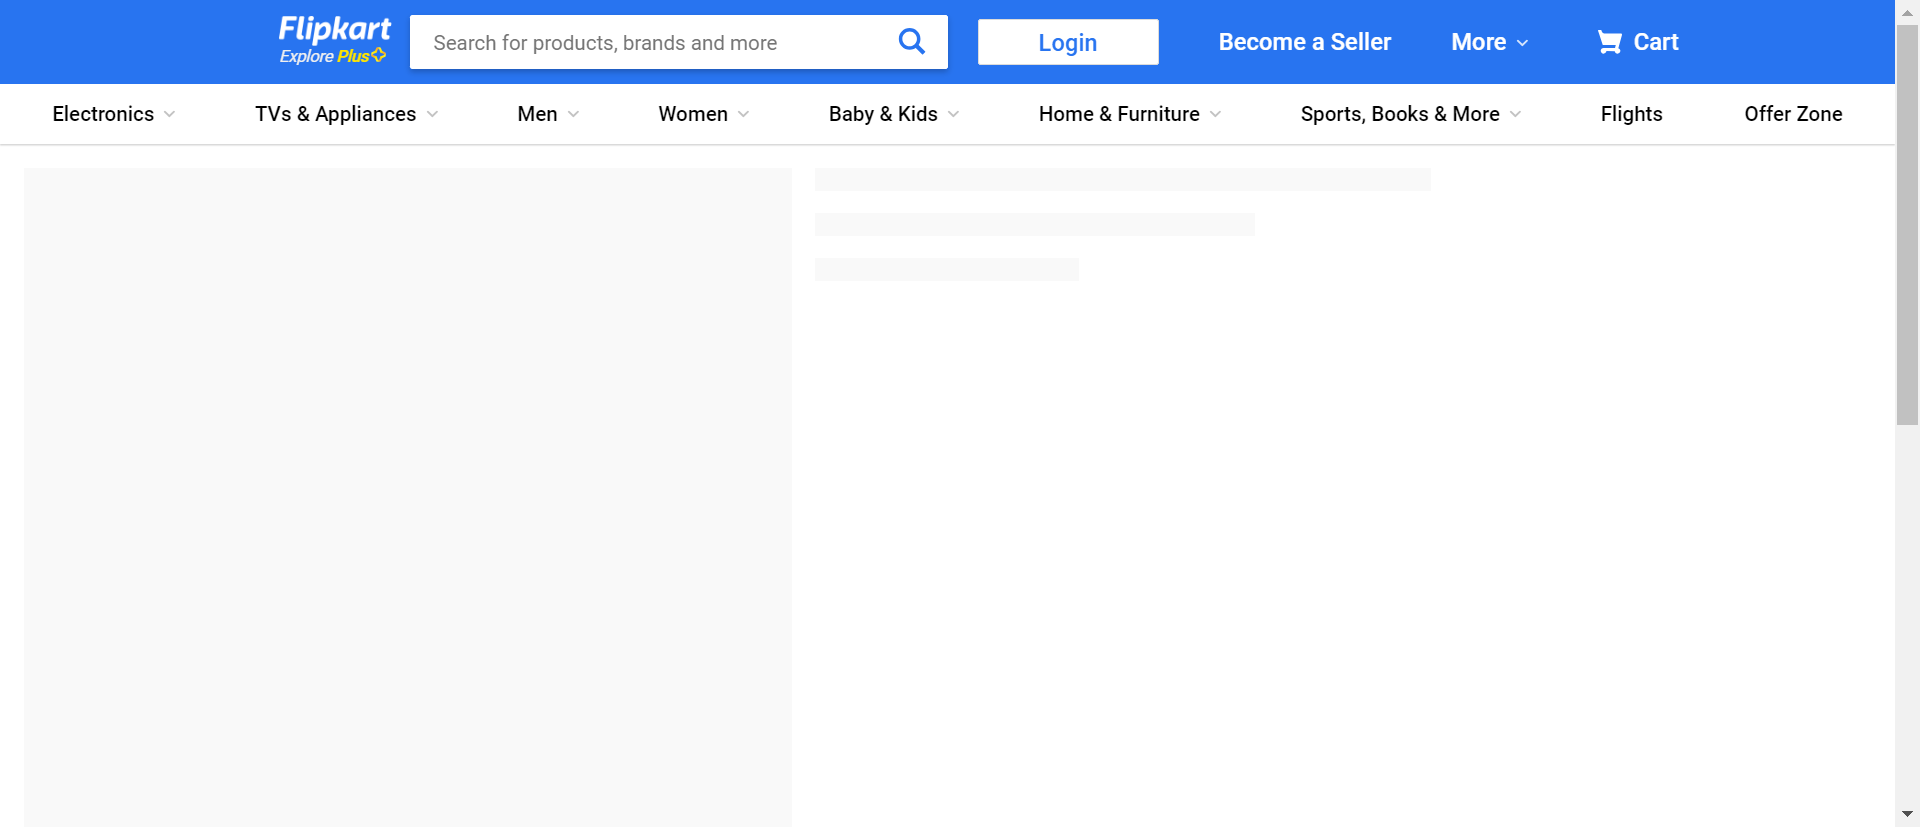 Flipkart
Explore Plus
Search for products, brands and more
Login
Become a Seller
More
Cart
Electronics
TVs & Appliances
Men
Women
Baby & Kids
Home & Furniture
Sports, Books & More
Flights
Offer Zone